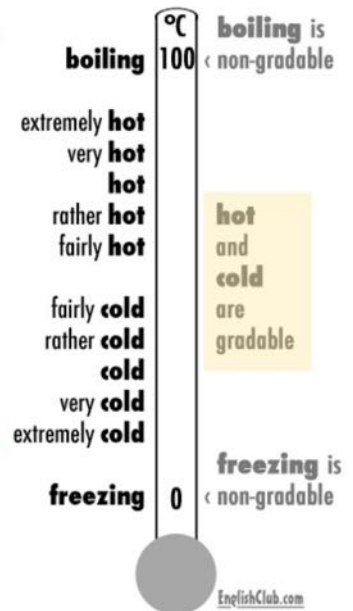 °C
boiling is
boiling 100 ‹ non-gradable
extremely hot
very hot
hot
rather hot
fairly hot
hot
and
cold
are
gradable
fairly cold
rather cold
cold
very cold
extremely cold
freezing is
freezing 0 ‹ non-gradable
EnglishClub.com